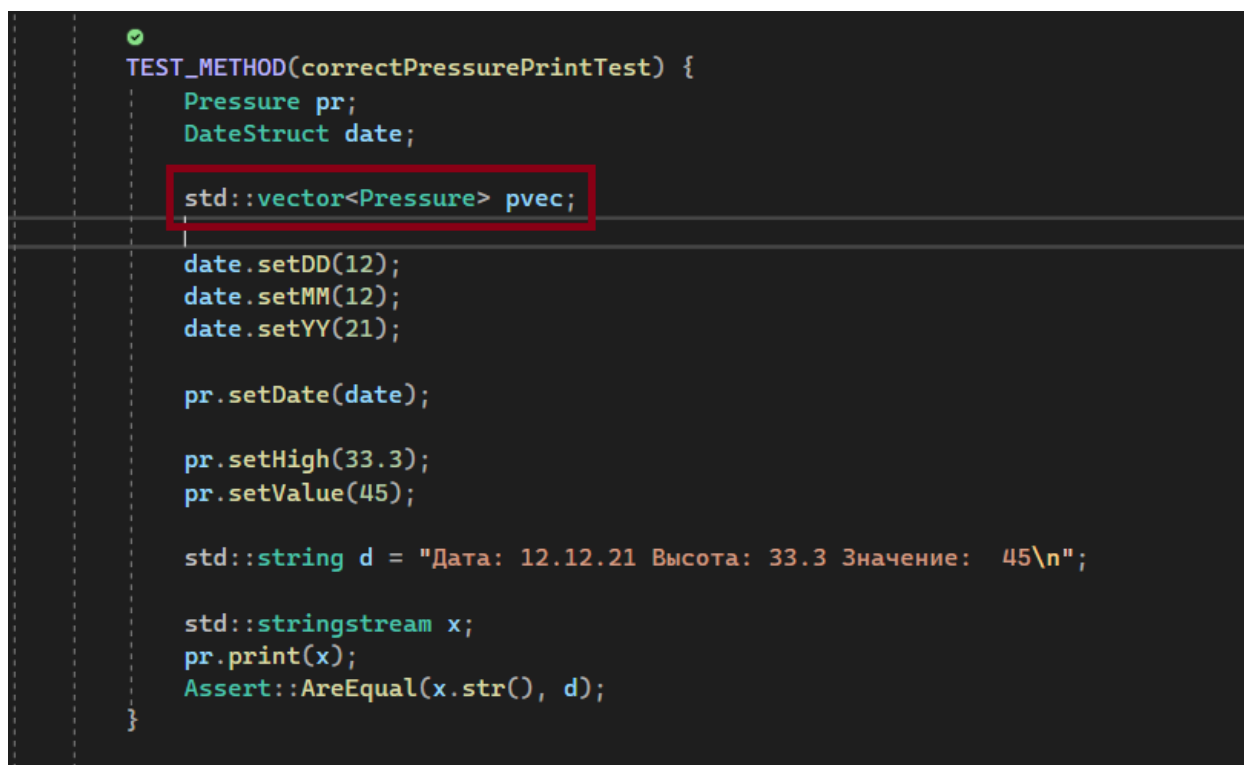 TEST_METHOD(correctPressurePrintTest) {
Pressure pr;
DateStruct date;
std::vector<Pressure> pvec;
date.setDD(12);
date.setMM(12);
date.setYY(21);
pr.setDate(date);
pr.setHigh(33.3);
pr.setValue(45);
std::string d = "Дата: 12.12.21 Высота: 33.3 Значение:  45\n";
std::stringstream x;
pr.print(x);
Assert::AreEqual(x.str(), d);
}